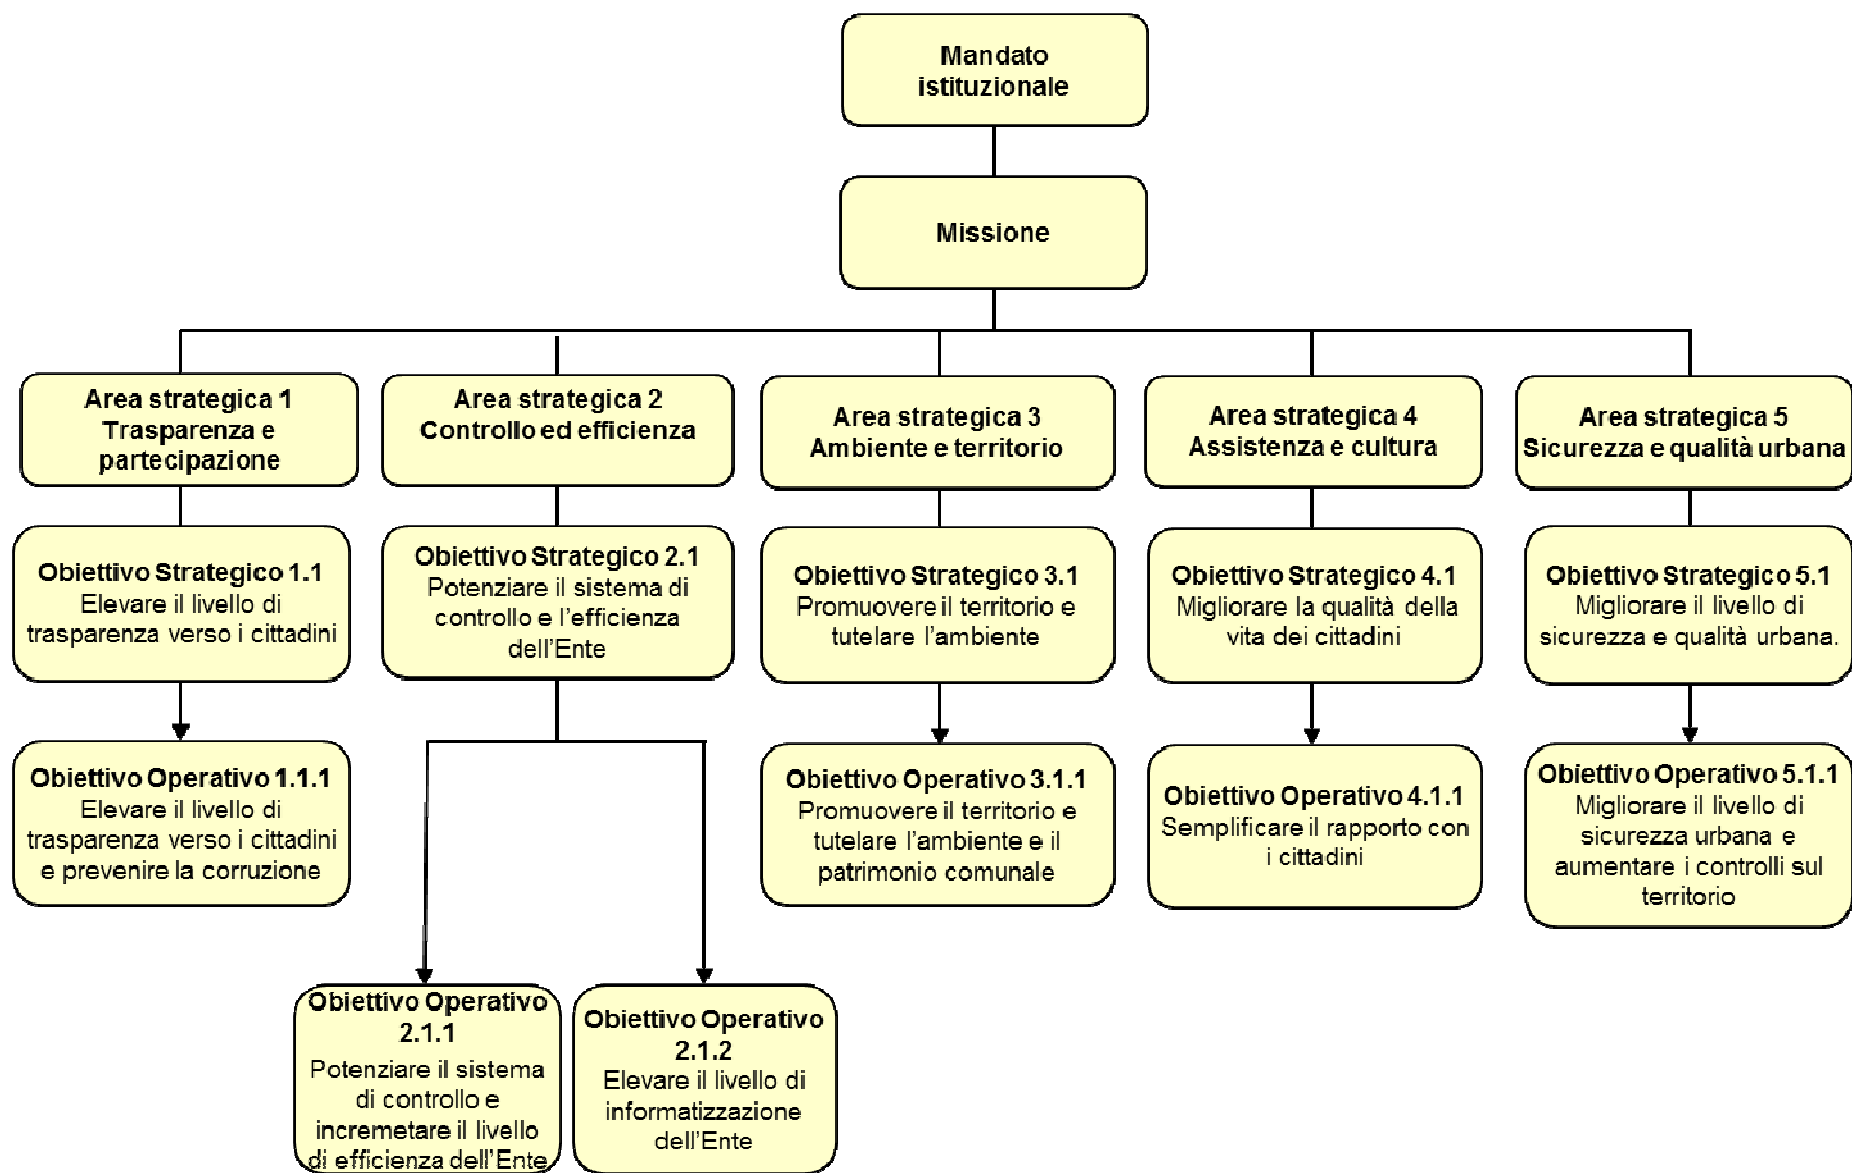 Mandato
istituzionale
Missione
Area strategica 1
Trasparenza e
partecipazione
Area strategica 2
Controllo ed efficienza
Area strategica 3
Ambiente e territorio
Area strategica 4
Assistenza e cultura
Area strategica 5
Sicurezza e qualità urbana
Obiettivo Strategico 1.1
Elevare il livello di
trasparenza verso i cittadini
Obiettivo Strategico 2.1
Potenziare il sistema di
controllo e l'efficienza
dell'Ente
Obiettivo Strategico 3.1
Promuovere il territorio e
tutelare l'ambiente
Obiettivo Strategico 4.1
Migliorare la qualità della
vita dei cittadini
Obiettivo Strategico 5.1
Migliorare il livello di
sicurezza e qualità urbana.
Obiettivo Operativo 1.1.1
Elevare il livello di
trasparenza verso i cittadini
e prevenire la corruzione
Obiettivo Operativo 3.1.1
Promuovere il territorio e
tutelare l'ambiente e il
patrimonio comunale
Obiettivo Operativo 4.1.1
Semplificare il rapporto con
i cittadini
Obiettivo Operativo 5.1.1
Migliorare il livello di
sicurezza urbana e
aumentare i controlli sul
territorio
Obiettivo Operativo
2.1.1
Potenziare il sistema
di controllo e
incremetare il livello
di efficienza dell'Ente
Obiettivo Operativo
2.1.2
Elevare il livello di
informatizzazione
dell'Ente